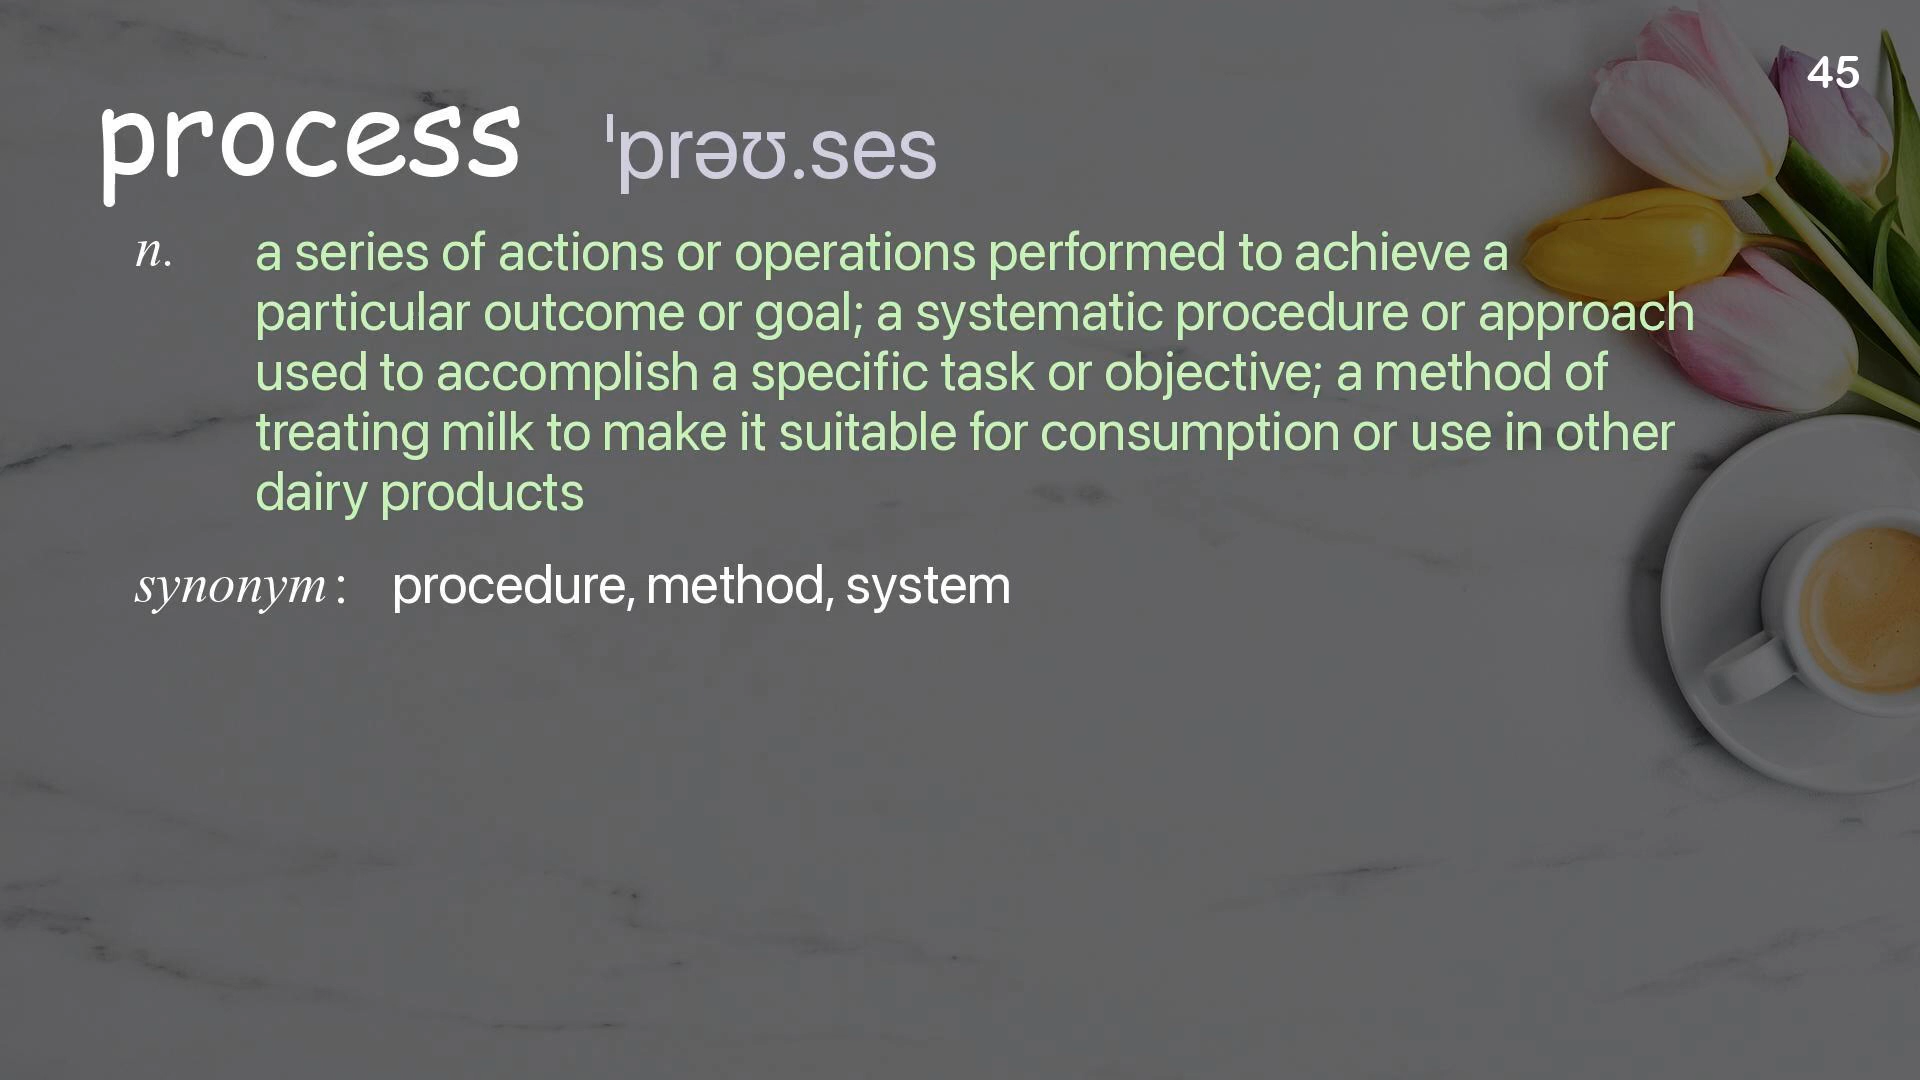 45
process ˈprəʊ.ses
n. a series of actions or operations performed to achieve a
particular outcome or goal; a systematic procedure or approach
used to accomplish a specific task or objective; a method of
treating milk to make it suitable for consumption or use in other
dairy products
synonym: procedure, method, system